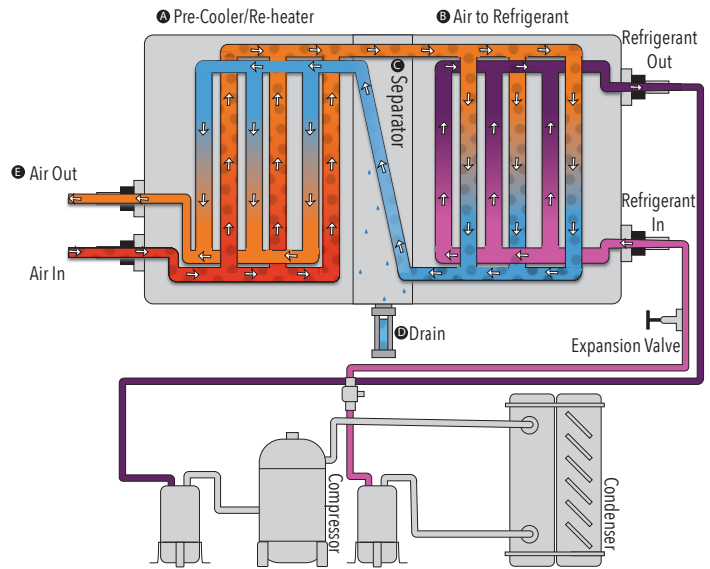 A Pre-Cooler/Re-heater
B Air to Refrigerant
Refrigerant
Out
C Separator
E Air Out
Refrigerant
In
Air In
D Drain
Expansion Valve
Compressor
Condenser